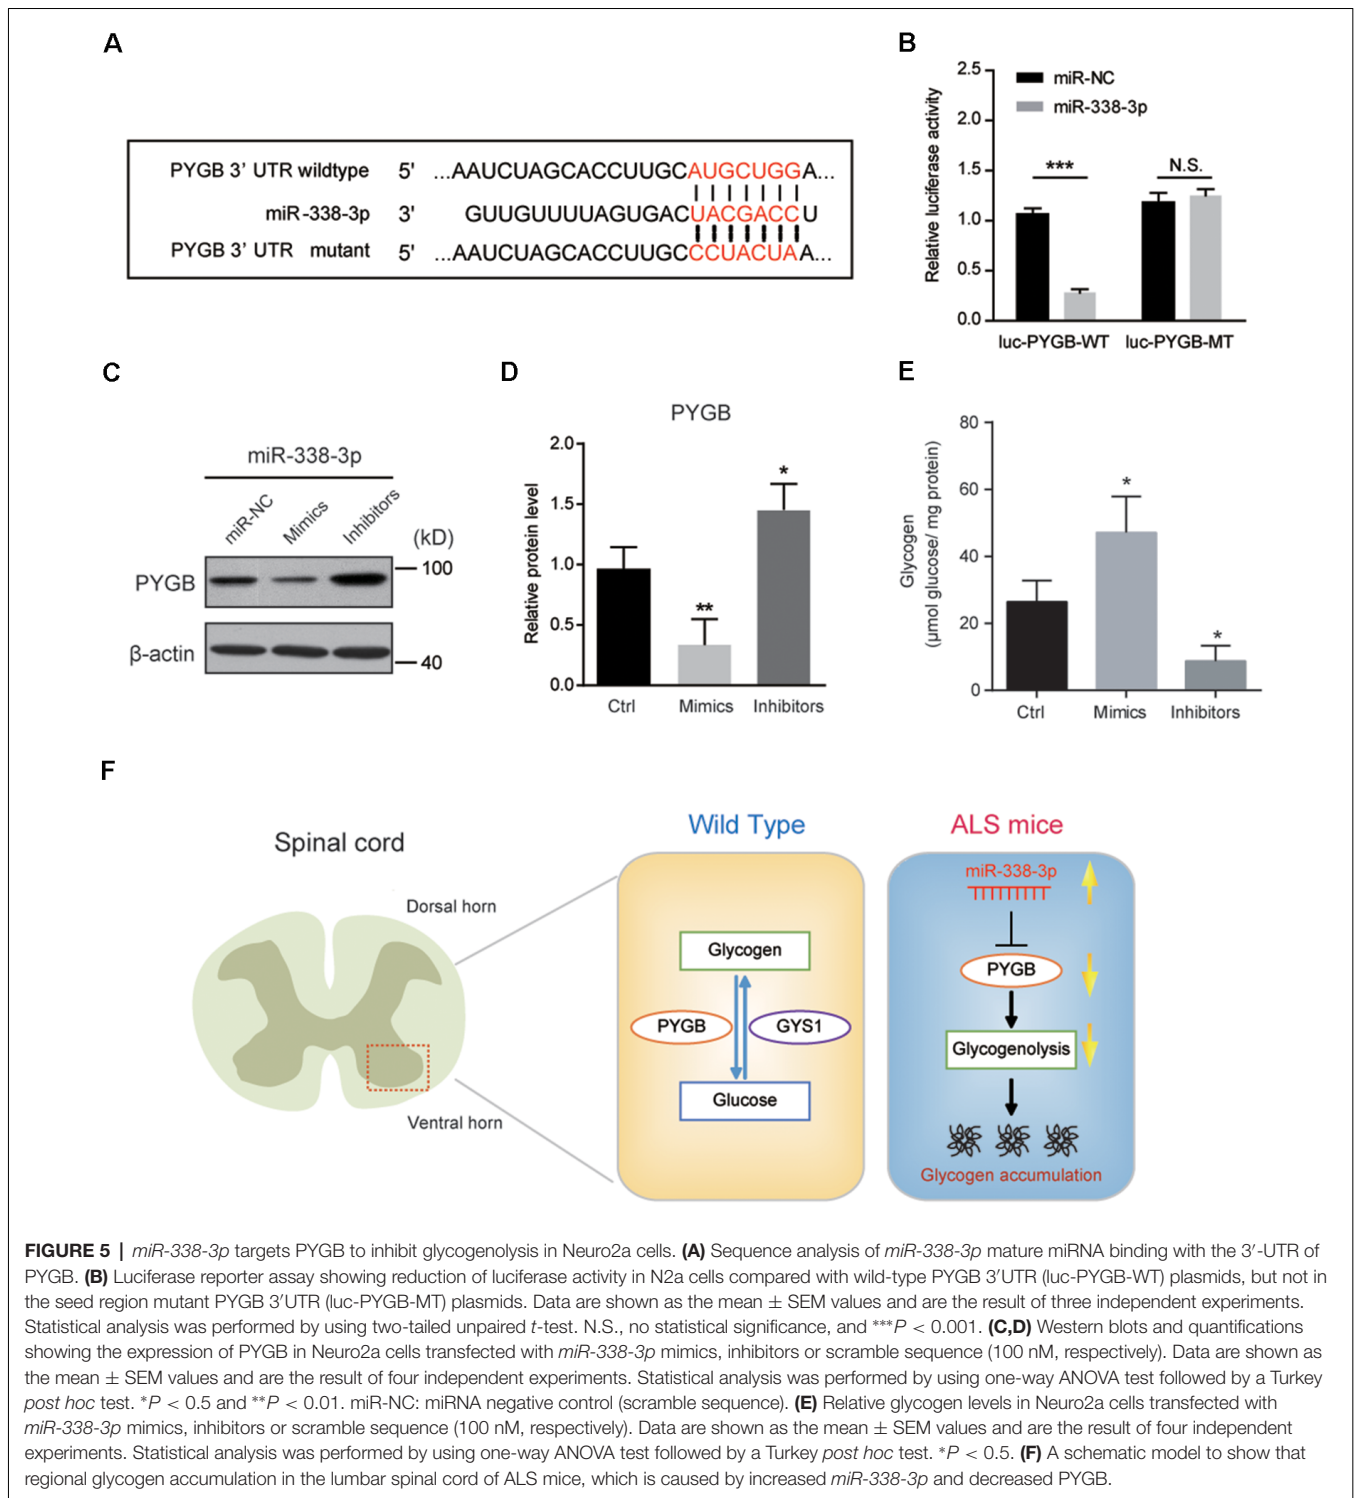 A
PYGB 3’ UTR wildtype 5' ...AAUCUAGCACCUUGCAUGCUGGA...
miR-338-3p 3' GUUGUUUUAGUGACUACGACCU
PYGB 3’ UTR mutant 5' ...AAUCUAGCACCUUGCCCUACUAA...
B
Relative luciferase activity
2.5
2.0
1.5
1.0
0.5
0.0
miR-NC
miR-338-3p
***
N.S.
luc-PYGB-WT luc-PYGB-MT
C
miR-338-3p
miR-NC
Mimics
Inhibitors
(kD)
PYGB
100
β-actin
40
D
PYGB
Relative protein level
2.0
1.5
1.0
0.5
0.0
**
*
Ctrl Mimics Inhibitors
E
Glycogen
(μmol glucose/ mg protein)
80
60
40
20
0
*
*
Ctrl Mimics Inhibitors
F
Spinal cord
Dorsal horn
Ventral horn
Wild Type
Glycogen
PYGB
GYS1
Glucose
ALS mice
miR-338-3p
PYGB
Glycogenolysis
Glycogen accumulation
FIGURE 5 | miR-338-3p targets PYGB to inhibit glycogenolysis in Neuro2a cells. (A) Sequence analysis of miR-338-3p mature miRNA binding with the 3′-UTR of
PYGB. (B) Luciferase reporter assay showing reduction of luciferase activity in N2a cells compared with wild-type PYGB 3′UTR (luc-PYGB-WT) plasmids, but not in
the seed region mutant PYGB 3′UTR (luc-PYGB-MT) plasmids. Data are shown as the mean ± SEM values and are the result of three independent experiments.
Statistical analysis was performed by using two-tailed unpaired t-test. N.S., no statistical significance, and ***P < 0.001. (C,D) Western blots and quantifications
showing the expression of PYGB in Neuro2a cells transfected with miR-338-3p mimics, inhibitors or scramble sequence (100 nM, respectively). Data are shown as
the mean ± SEM values and are the result of four independent experiments. Statistical analysis was performed by using one-way ANOVA test followed by a Turkey
post hoc test. *P < 0.5 and **P < 0.01. miR-NC: miRNA negative control (scramble sequence). (E) Relative glycogen levels in Neuro2a cells transfected with
miR-338-3p mimics, inhibitors or scramble sequence (100 nM, respectively). Data are shown as the mean ± SEM values and are the result of four independent
experiments. Statistical analysis was performed by using one-way ANOVA test followed by a Turkey post hoc test. *P < 0.5. (F) A schematic model to show that
regional glycogen accumulation in the lumbar spinal cord of ALS mice, which is caused by increased miR-338-3p and decreased PYGB.